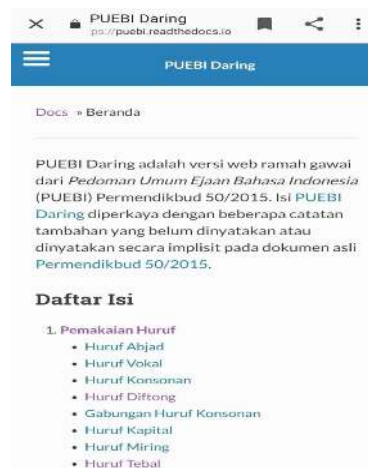 PUEBI Daring
ps://puebi.readthedocs.io
PUEBI Daring
Docs » Beranda
PUEBI Daring adalah versi web ramah gawai
dari Pedoman Umum Ejaan Bahasa Indonesia
(PUEBI) Permendikbud 50/2015. Isi PUEBI
Daring diperkaya dengan beberapa catatan
tambahan yang belum dinyatakan atau
dinyatakan secara implisit pada dokumen asli
Permendikbud 50/2015.
Daftar Isi
1. Pemakaian Huruf
• Huruf Abjad
• Huruf Vokal
• Huruf Konsonan
• Huruf Diftong
• Gabungan Huruf Konsonan
• Huruf Kapital
• Huruf Miring
• Huruf Tebal